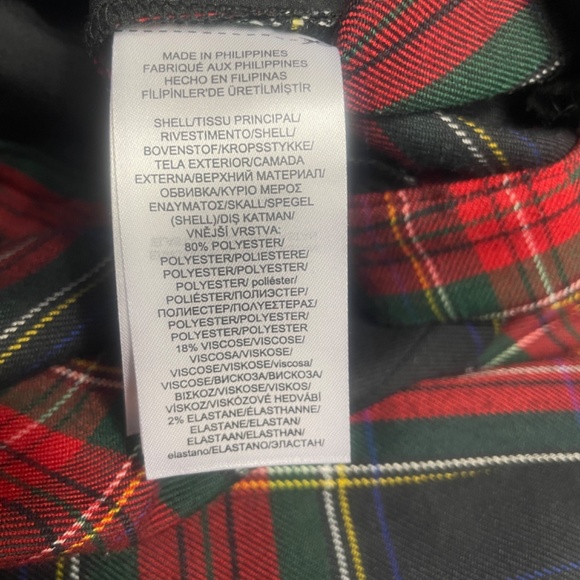 MADE IN PHILIPPINES
FABRIQUÉ AUX PHILIPPINES
HECHO EN FILIPINAS
FİLİPİNLER'DE ÜRETİLMİŞTİR
SHELL/TISSU PRINCIPAL/
RIVESTIMENTO/SHELL/
BOVENSTOF/KROPSSTYKKE/
TELA EXTERIOR/CAMADA
EXTERNA/ВЕРХНИЙ МАТЕРИАЛ/
ОБВИВКА/ΚΥΡΙΟ ΜΕΡΟΣ
ΕΝΔΥΜΑΤΟΣ/SKALL/SPEGEL
(SHELL)/DIŞ KATMAN/
VNĚJŠÍ VRSTVA:
80% POLYESTER/
POLYESTER/POLIESTERE/
POLYESTER/POLYESTER/
POLYESTER/ poliéster/
POLIÉSTER/ПОЛИЭСТЕР/
ПОЛИЕСТЕР/ΠΟΛΥΕΣΤΕΡΑΣ/
POLYESTER/POLYESTER/
POLYESTER/POLYESTER
18% VISCOSE/VISCOSE/
VISCOSA/VISKOSE/
VISCOSE/VISKOSE/viscosa/
VISCOSE/ВИСКОЗА/ВИСКОЗА/
ΒΙΣΚΟΖ/VISKOSE/VISKOS/
VİSKOZ/VISKÓZOVÉ HEDVÁBÍ
2% ELASTANE/ÉLASTHANNE/
ELASTAN/ELASTAN/
ELASTAAN/ELASTHAN/
elastano/ELASTANO/ЭЛАСТАН/